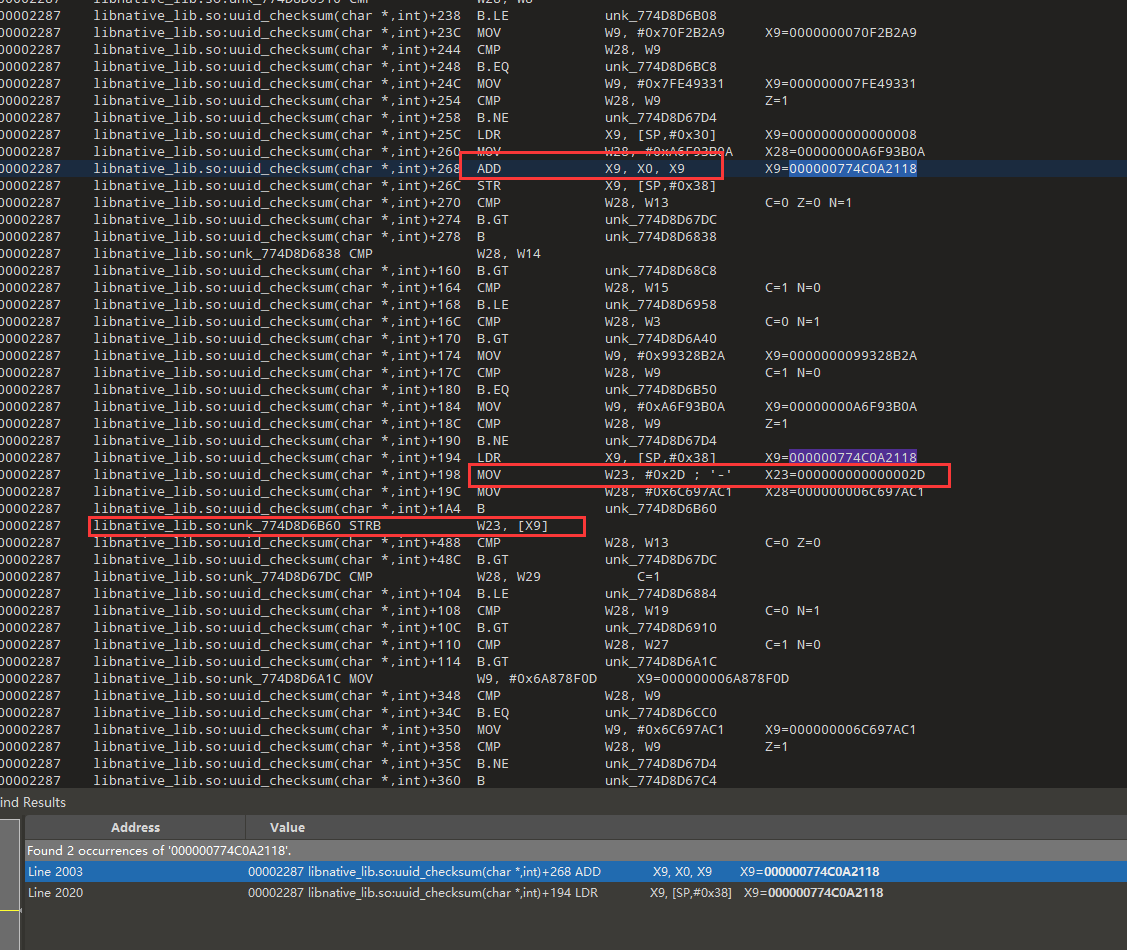 00002287 libnative_lib.so:unk_774D8D6910 CMP W28, W8
00002287 libnative_lib.so:uuid_checksum(char *,int)+238 B.LE unk_774D8D6B08
00002287 libnative_lib.so:uuid_checksum(char *,int)+23C MOV W9, #0x70F2B2A9 X9=0000000070F2B2A9
00002287 libnative_lib.so:uuid_checksum(char *,int)+244 CMP W28, W9
00002287 libnative_lib.so:uuid_checksum(char *,int)+248 B.EQ unk_774D8D6BC8
00002287 libnative_lib.so:uuid_checksum(char *,int)+24C MOV W9, #0x7FE49331 X9=000000007FE49331
00002287 libnative_lib.so:uuid_checksum(char *,int)+254 CMP W28, W9 Z=1
00002287 libnative_lib.so:uuid_checksum(char *,int)+258 B.NE unk_774D8D67D4
00002287 libnative_lib.so:uuid_checksum(char *,int)+25C LDR X9, [SP,#0x30] X9=0000000000000008
00002287 libnative_lib.so:uuid_checksum(char *,int)+260 MOV W28, #0xA6F93B0A X28=00000000A6F93B0A
00002287 libnative_lib.so:uuid_checksum(char *,int)+268 ADD X9, X0, X9 X9=000000774C0A2118
00002287 libnative_lib.so:uuid_checksum(char *,int)+26C STR X9, [SP,#0x38]
00002287 libnative_lib.so:uuid_checksum(char *,int)+270 CMP W28, W13 C=0 Z=0 N=1
00002287 libnative_lib.so:uuid_checksum(char *,int)+274 B.GT unk_774D8D67DC
00002287 libnative_lib.so:uuid_checksum(char *,int)+278 B unk_774D8D6838
00002287 libnative_lib.so:unk_774D8D6838 CMP W28, W14
00002287 libnative_lib.so:uuid_checksum(char *,int)+160 B.GT unk_774D8D68C8
00002287 libnative_lib.so:uuid_checksum(char *,int)+164 CMP W28, W15 C=1 N=0
00002287 libnative_lib.so:uuid_checksum(char *,int)+168 B.LE unk_774D8D6958
00002287 libnative_lib.so:uuid_checksum(char *,int)+16C CMP W28, W3 C=0 N=1
00002287 libnative_lib.so:uuid_checksum(char *,int)+170 B.GT unk_774D8D6A40
00002287 libnative_lib.so:uuid_checksum(char *,int)+174 MOV W9, #0x99328B2A X9=0000000099328B2A
00002287 libnative_lib.so:uuid_checksum(char *,int)+17C CMP W28, W9 C=1 N=0
00002287 libnative_lib.so:uuid_checksum(char *,int)+180 B.EQ unk_774D8D6B50
00002287 libnative_lib.so:uuid_checksum(char *,int)+184 MOV W9, #0xA6F93B0A X9=00000000A6F93B0A
00002287 libnative_lib.so:uuid_checksum(char *,int)+18C CMP W28, W9 Z=1
00002287 libnative_lib.so:uuid_checksum(char *,int)+190 B.NE unk_774D8D67D4
00002287 libnative_lib.so:uuid_checksum(char *,int)+194 LDR X9, [SP,#0x38] X9=000000774C0A2118
00002287 libnative_lib.so:uuid_checksum(char *,int)+198 MOV W23, #0x2D ; '-' X23=000000000000002D
00002287 libnative_lib.so:uuid_checksum(char *,int)+19C MOV W28, #0x6C697AC1 X28=000000006C697AC1
00002287 libnative_lib.so:uuid_checksum(char *,int)+1A4 B unk_774D8D6B60
00002287 libnative_lib.so:unk_774D8D6B60 STRB W23, [X9]
00002287 libnative_lib.so:uuid_checksum(char *,int)+488 CMP W28, W13 C=0 Z=0
00002287 libnative_lib.so:uuid_checksum(char *,int)+48C B.GT unk_774D8D67DC
00002287 libnative_lib.so:unk_774D8D67DC CMP W28, W29 C=1
00002287 libnative_lib.so:uuid_checksum(char *,int)+104 B.LE unk_774D8D6884
00002287 libnative_lib.so:uuid_checksum(char *,int)+108 CMP W28, W19 C=0 N=1
00002287 libnative_lib.so:uuid_checksum(char *,int)+10C B.GT unk_774D8D6910
00002287 libnative_lib.so:uuid_checksum(char *,int)+110 CMP W28, W27 C=1 N=0
00002287 libnative_lib.so:uuid_checksum(char *,int)+114 B.GT unk_774D8D6A1C
00002287 libnative_lib.so:unk_774D8D6A1C MOV W9, #0x6A878F0D X9=000000006A878F0D
00002287 libnative_lib.so:uuid_checksum(char *,int)+348 CMP W28, W9
00002287 libnative_lib.so:uuid_checksum(char *,int)+34C B.EQ unk_774D8D6CC0
00002287 libnative_lib.so:uuid_checksum(char *,int)+350 MOV W9, #0x6C697AC1 X9=000000006C697AC1
00002287 libnative_lib.so:uuid_checksum(char *,int)+358 CMP W28, W9 Z=1
00002287 libnative_lib.so:uuid_checksum(char *,int)+35C B.NE unk_774D8D67D4
00002287 libnative_lib.so:uuid_checksum(char *,int)+360 B unk_774D8D67C4
ind Results
Address Value
Found 2 occurrences of '000000774C0A2118'.
Line 2003 00002287 libnative_lib.so:uuid_checksum(char *,int)+268 ADD X9, X0, X9 X9=000000774C0A2118
Line 2020 00002287 libnative_lib.so:uuid_checksum(char *,int)+194 LDR X9, [SP,#0x38] X9=000000774C0A2118